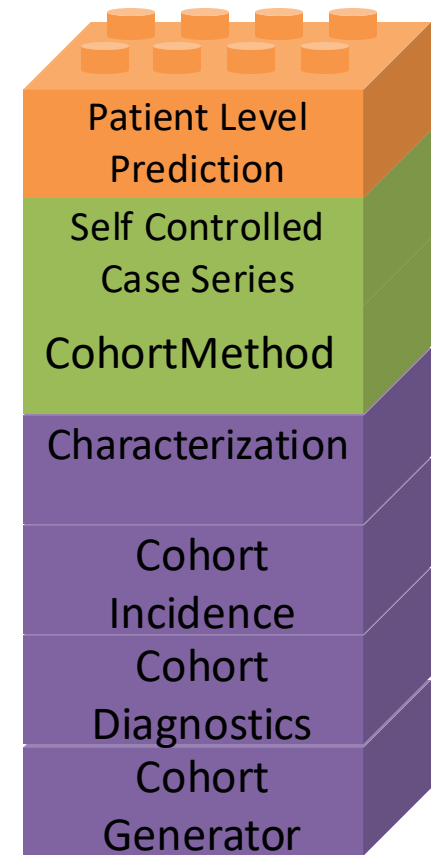 Patient Level
Prediction
Self Controlled
Case Series
CohortMethod
Characterization
Cohort
Incidence
Cohort
Diagnostics
Cohort
Generator